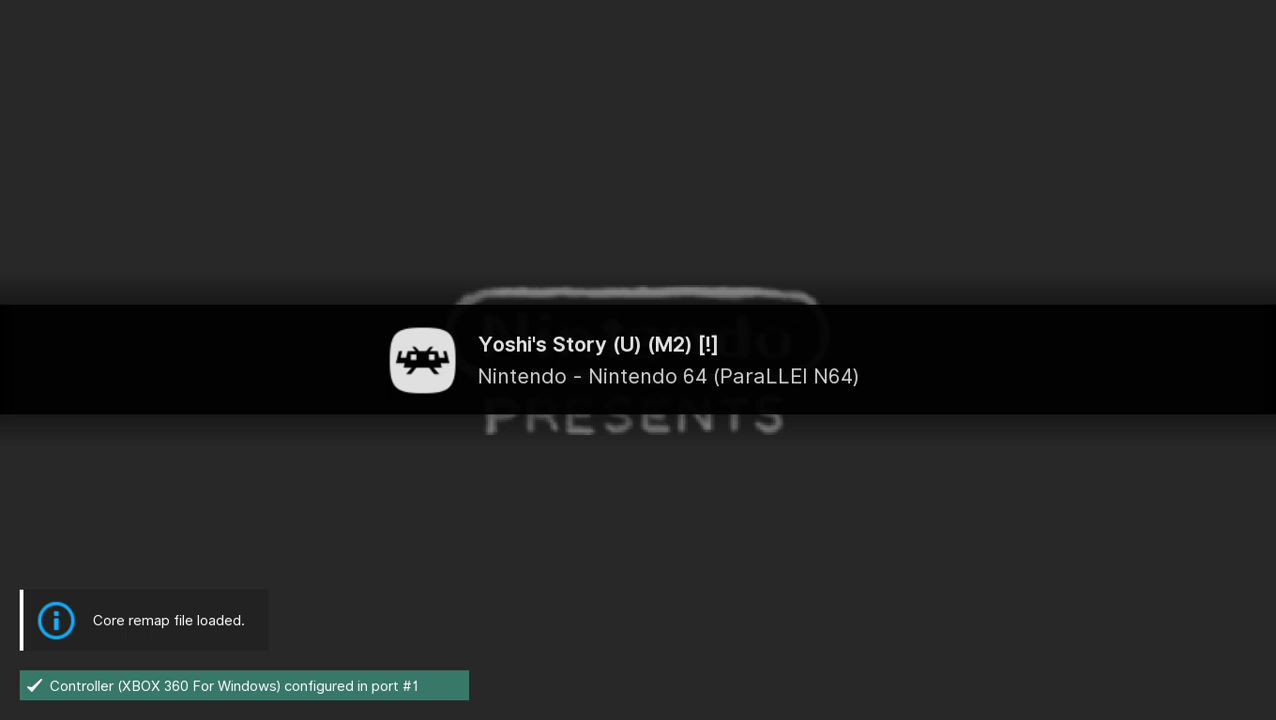 Nintendo
Yoshi's Story (U) (M2) [!]
Nintendo - Nintendo 64 (ParaLLEl N64)
PRESENTS
Core remap file loaded.
Controller (XBOX 360 For Windows) configured in port #1